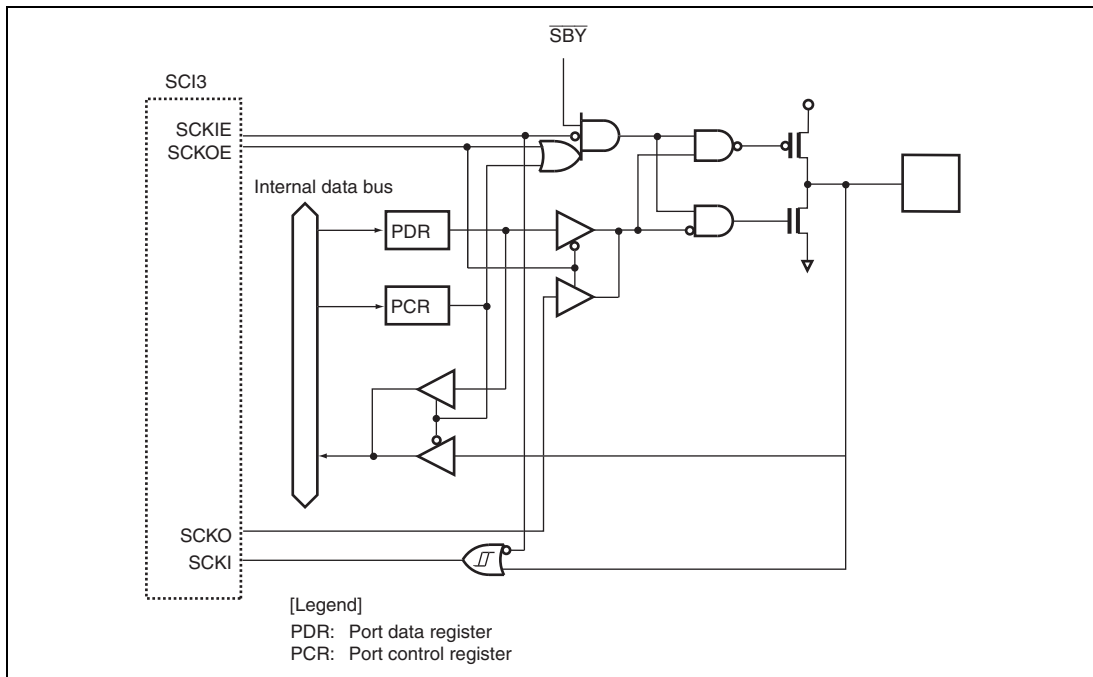 S̅B̅Y̅
SCI3
SCKIE
SCKOE
Internal data bus
PDR
PCR
SCKO
SCKI
[Legend]
PDR: Port data register
PCR: Port control register